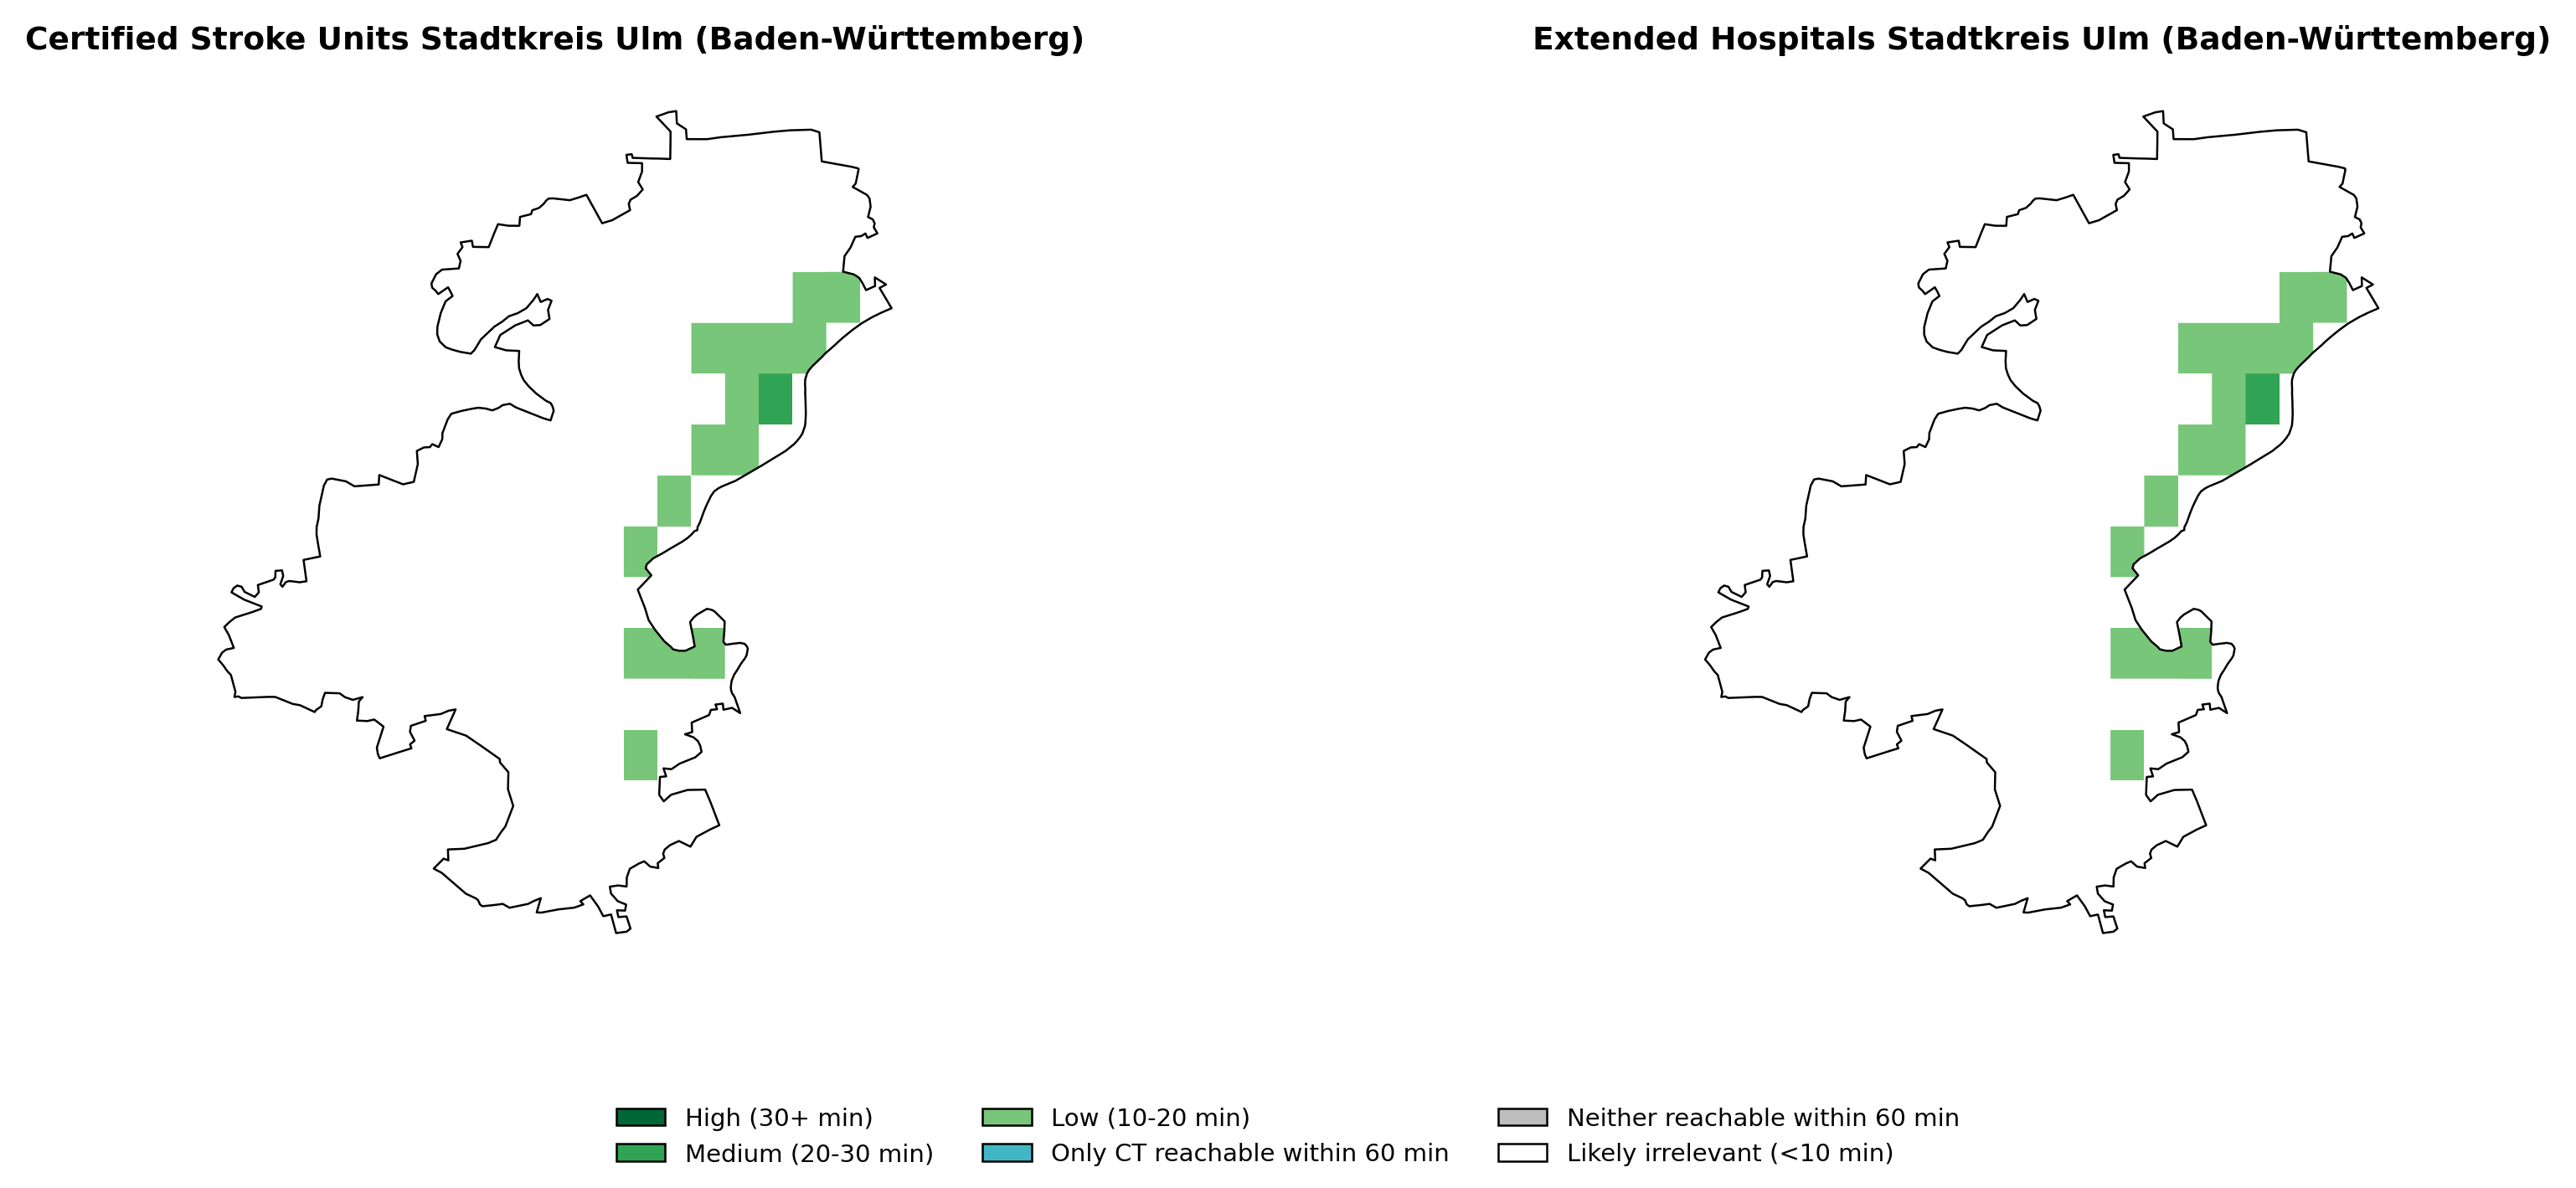 Certified Stroke Units Stadtkreis Ulm (Baden-Württemberg)
Extended Hospitals Stadtkreis Ulm (Baden-Württemberg)
High (30+ min)
Medium (20-30 min)
Low (10-20 min)
Only CT reachable within 60 min
Neither reachable within 60 min
Likely irrelevant (<10 min)